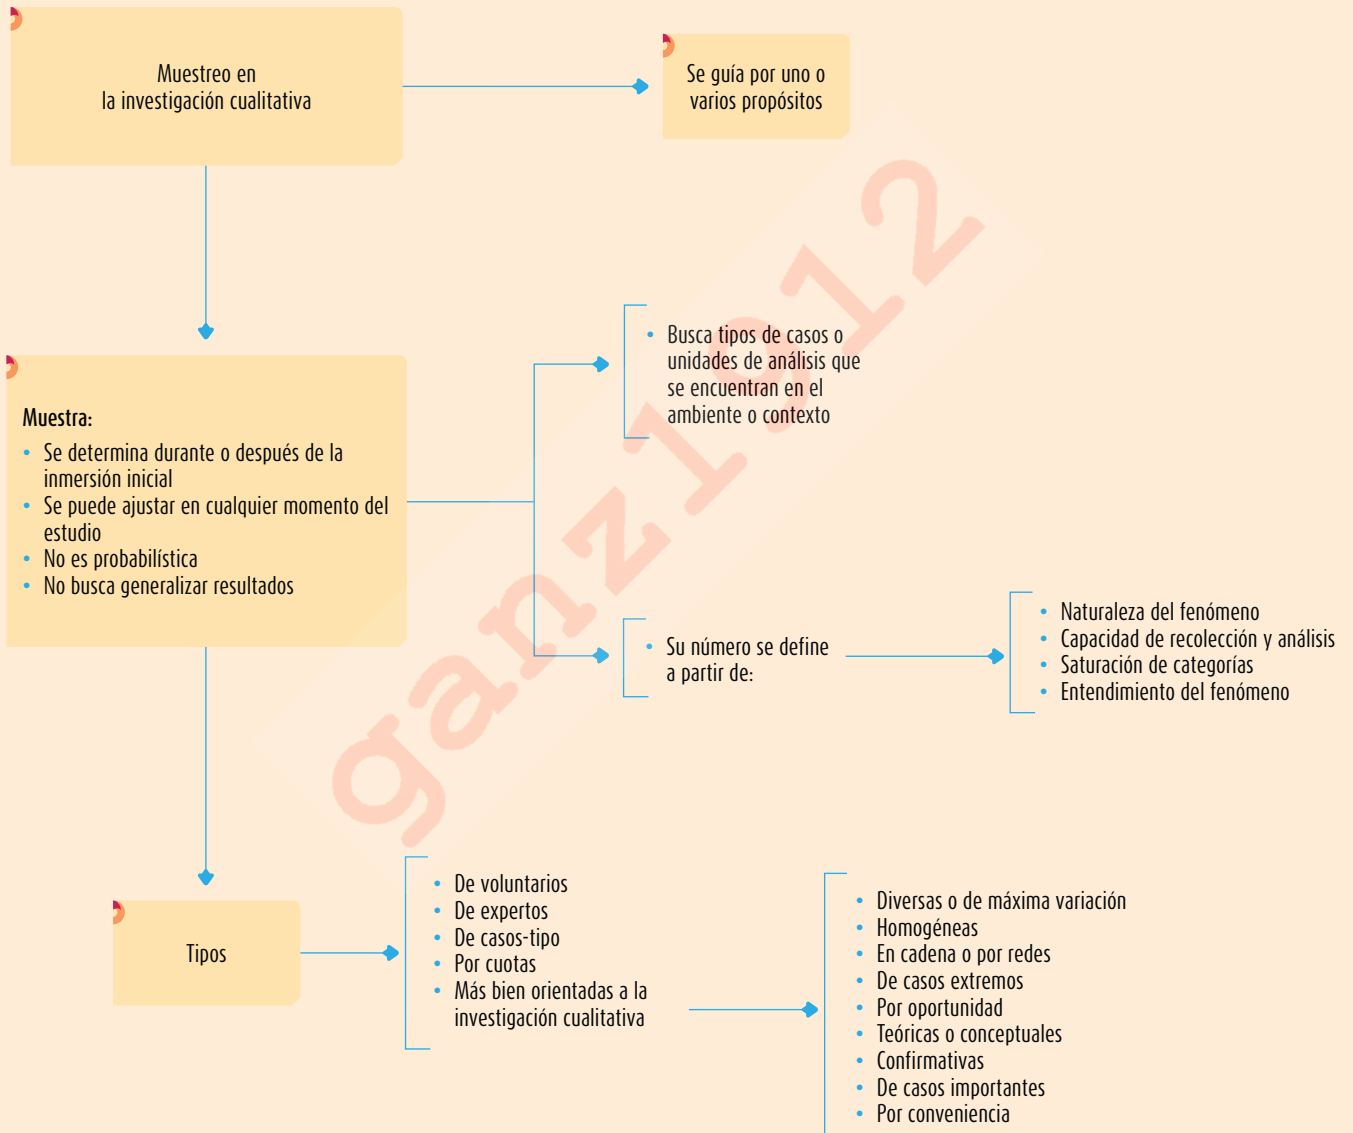 Muestreo en
la investigación cualitativa
Se guía por uno o
varios propósitos
Muestra:
• Se determina durante o después de la
inmersión inicial
• Se puede ajustar en cualquier momento del
estudio
• No es probabilística
• No busca generalizar resultados
• Busca tipos de casos o
unidades de análisis que
se encuentran en el
ambiente o contexto
• Su número se define
a partir de:
• Naturaleza del fenómeno
• Capacidad de recolección y análisis
• Saturación de categorías
• Entendimiento del fenómeno
Tipos
• De voluntarios
• De expertos
• De casos-tipo
• Por cuotas
• Más bien orientadas a la
investigación cualitativa
• Diversas o de máxima variación
• Homogéneas
• En cadena o por redes
• De casos extremos
• Por oportunidad
• Teóricas o conceptuales
• Confirmativas
• De casos importantes
• Por conveniencia
ganz1912